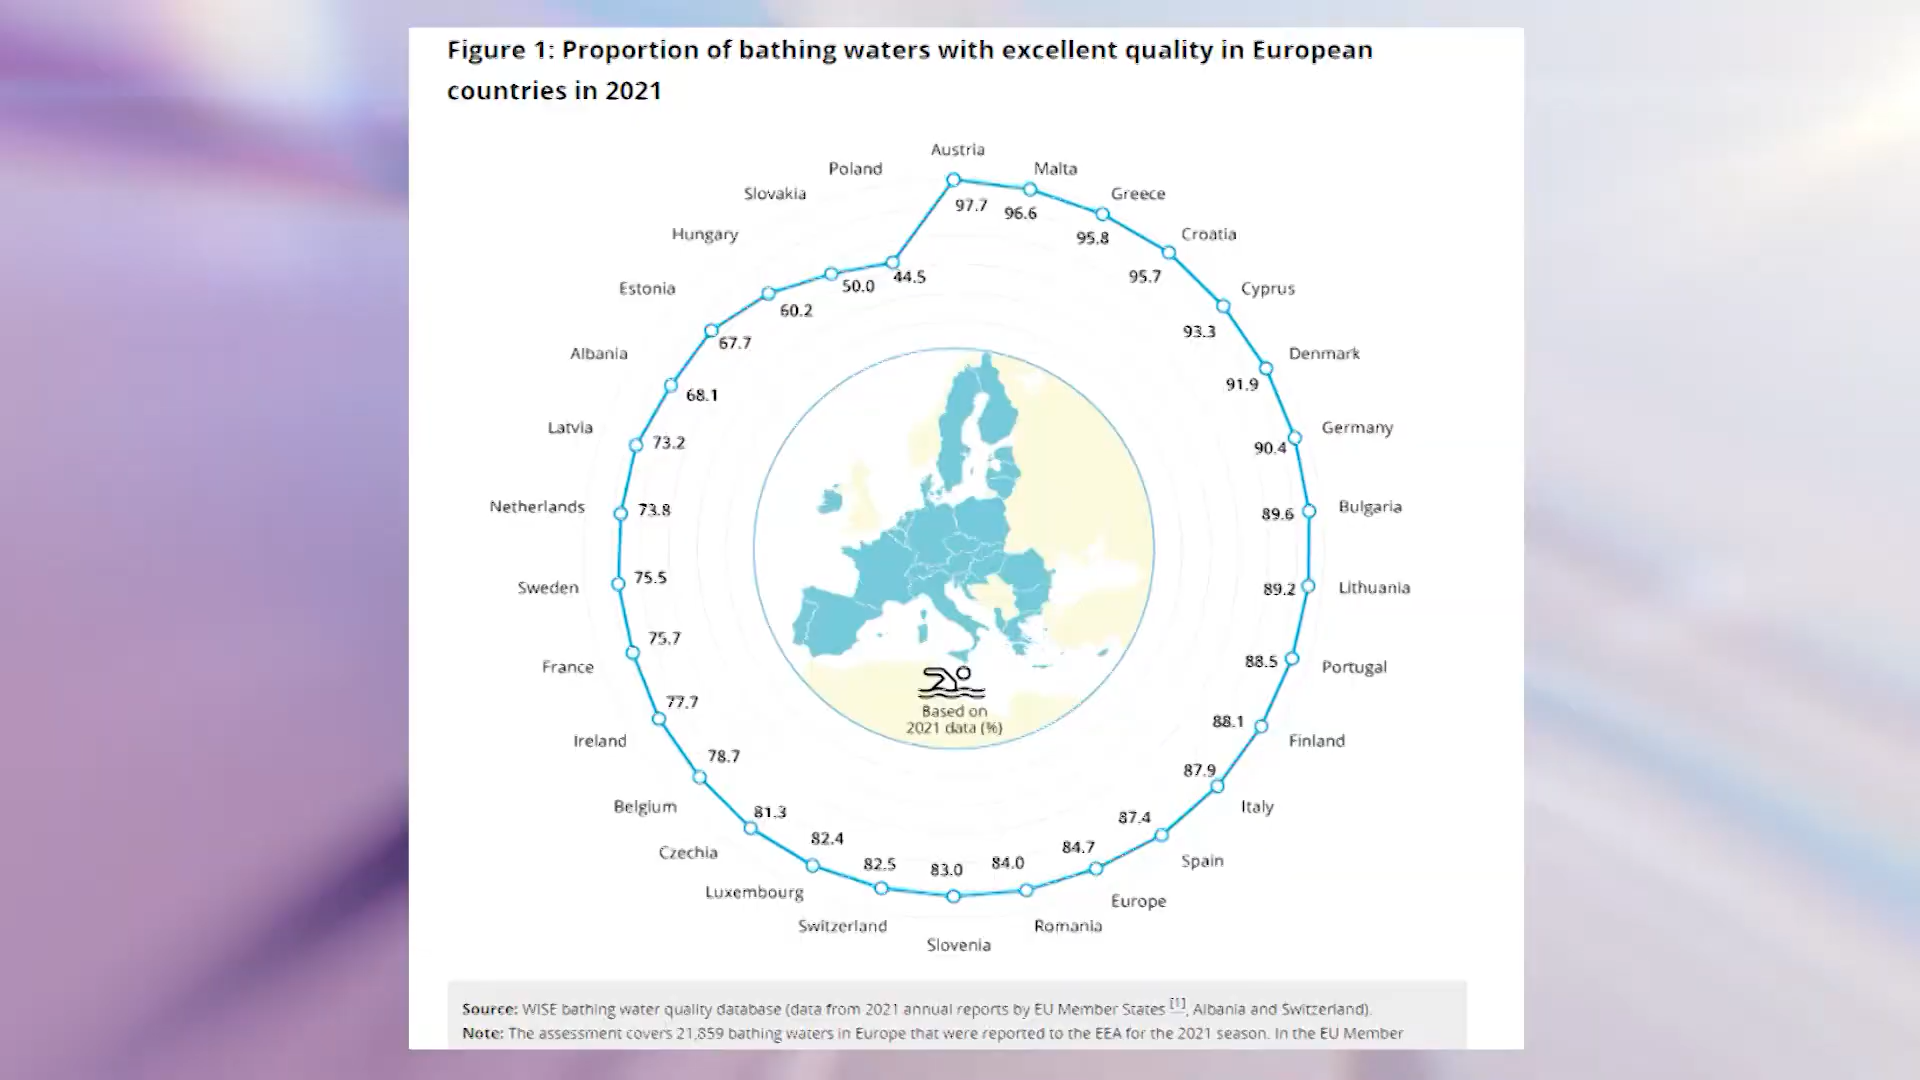 Figure 1: Proportion of bathing waters with excellent quality in European
countries in 2021
Austria
97.7
Malta
96.6
Greece
95.8
Croatia
95.7
Cyprus
93.3
Denmark
91.9
Germany
90.4
Bulgaria
89.6
Lithuania
89.2
Portugal
88.5
Finland
88.1
Italy
87.9
Spain
87.4
Europe
84.7
Romania
84.0
Slovenia
83.0
Switzerland
82.5
Luxembourg
82.4
Czechia
81.3
Belgium
78.7
Ireland
77.7
France
75.7
Sweden
75.5
Netherlands
73.8
Latvia
73.2
Albania
68.1
Estonia
67.7
Hungary
60.2
Slovakia
50.0
Poland
44.5
Based on
2021 data (%)
Source: WISE bathing water quality database (data from 2021 annual reports by EU Member States [1], Albania and Switzerland).
Note: The assessment covers 21,859 bathing waters in Europe that were reported to the EEA for the 2021 season. In the EU Member